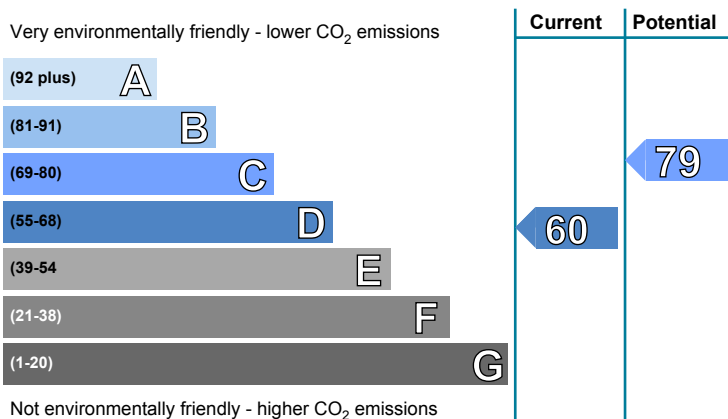 Current Potential
Very environmentally friendly - lower CO2 emissions
(92 plus) A
(81-91) B
(69-80) C
79
(55-68) D
60
(39-54 E
(21-38) F
(1-20) G
Not environmentally friendly - higher CO2 emissions